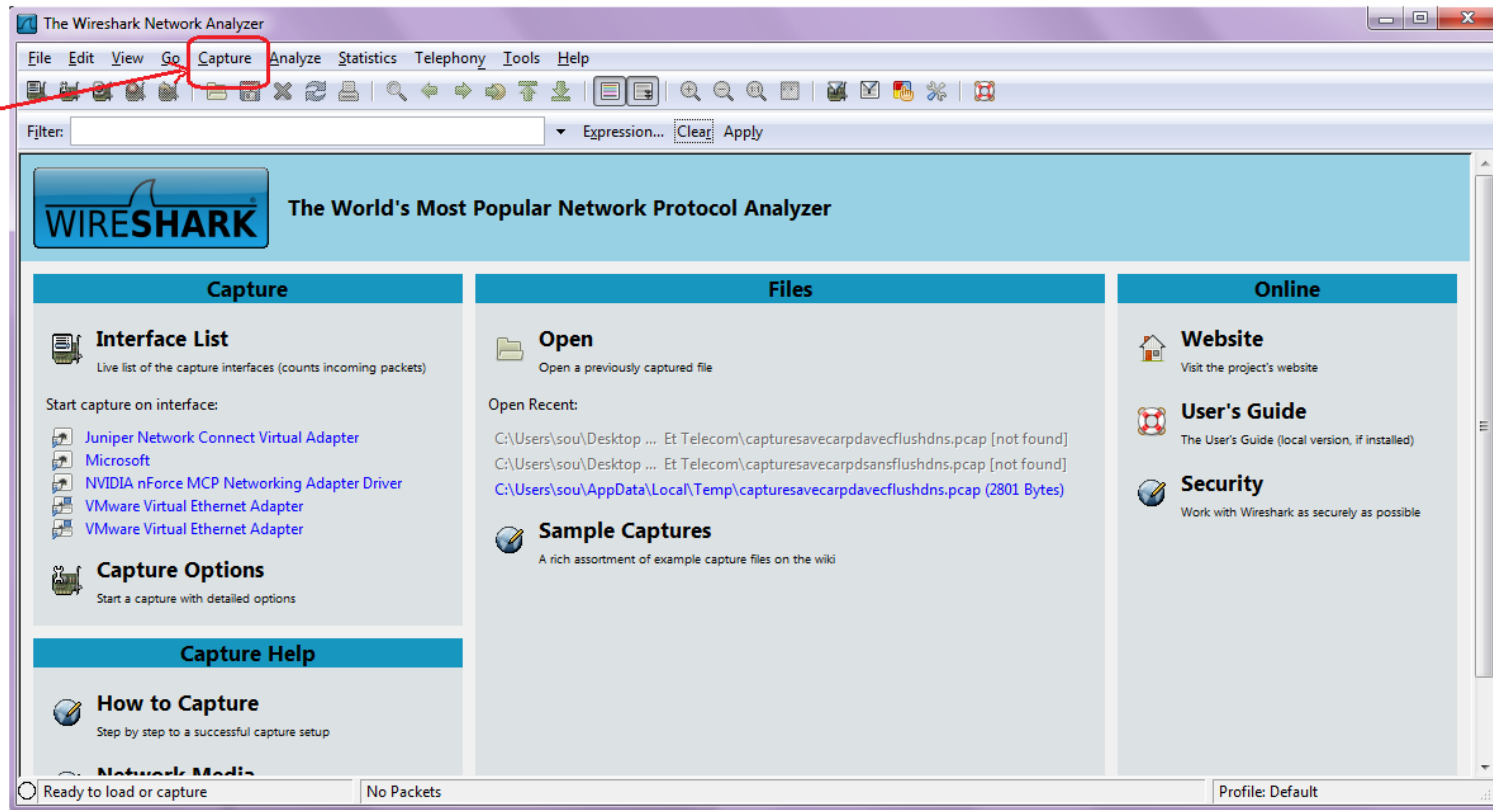 The Wireshark Network Analyzer
File Edit View Go Capture Analyze Statistics Telephony Tools Help
Filter: Expression... Clear Apply
WIRESHARK
The World's Most Popular Network Protocol Analyzer
Capture
Interface List
Live list of the capture interfaces (counts incoming packets)
Start capture on interface:
Juniper Network Connect Virtual Adapter
Microsoft
NVIDIA nForce MCP Networking Adapter Driver
VMware Virtual Ethernet Adapter
VMware Virtual Ethernet Adapter
Capture Options
Start a capture with detailed options
Capture Help
How to Capture
Step by step to a successful capture setup
Network Media
Files
Open
Open a previously captured file
Open Recent:
C:\Users\sou\Desktop ... Et Telecom\capturesavecarpdavecflushdns.pcap [not found]
C:\Users\sou\Desktop ... Et Telecom\capturesavecarpdsansflushdns.pcap [not found]
C:\Users\sou\AppData\Local\Temp\capturesavecarpdavecflushdns.pcap (2801 Bytes)
Sample Captures
A rich assortment of example capture files on the wiki
Online
Website
Visit the project's website
User's Guide
The User's Guide (local version, if installed)
Security
Work with Wireshark as securely as possible
Ready to load or capture
No Packets
Profile: Default